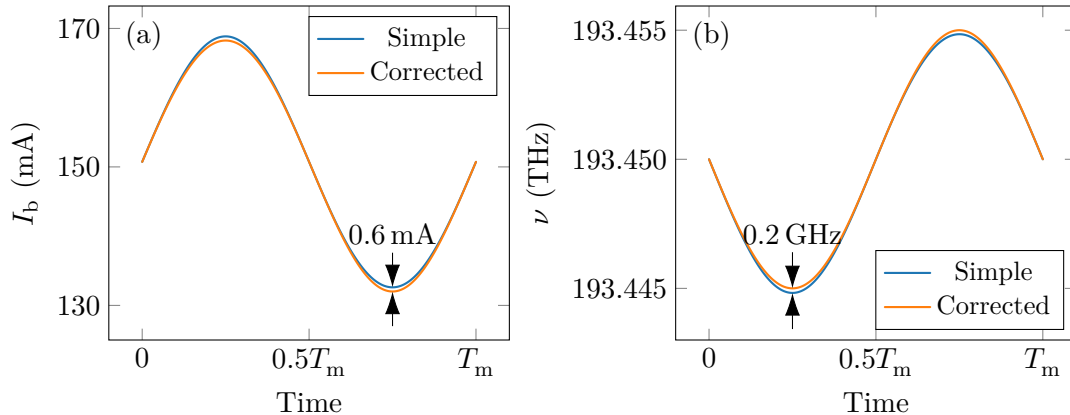 (a)
Simple
Corrected
170
150
130
I_b (mA)
0.6 mA
0
0.5T_m
T_m
Time
(b)
193.455
193.450
193.445
ν (THz)
0.2 GHz
Simple
Corrected
0
0.5T_m
T_m
Time